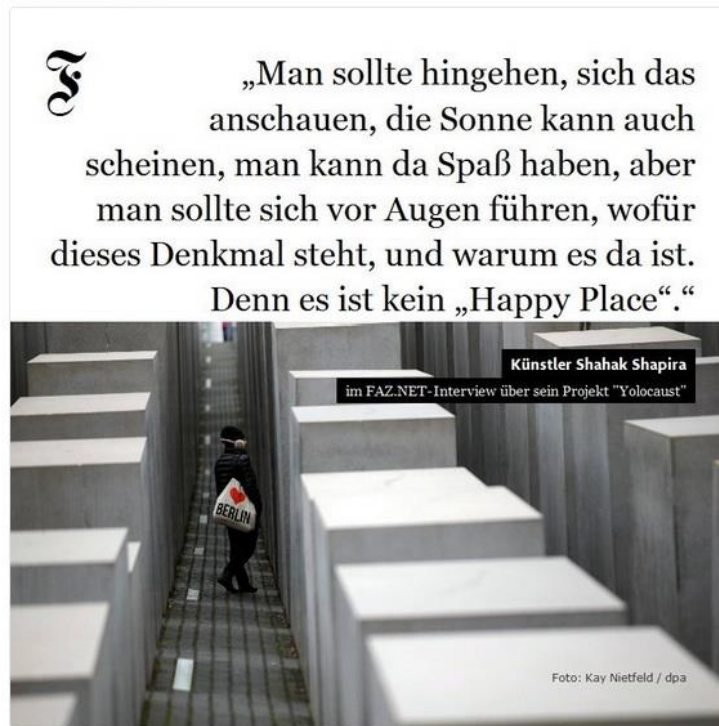 F
„Man sollte hingehen, sich das
anschauen, die Sonne kann auch
scheinen, man kann da Spaß haben, aber
man sollte sich vor Augen führen, wofür
dieses Denkmal steht, und warum es da ist.
Denn es ist kein „Happy Place“.“
Künstler Shahak Shapira
im FAZ.NET-Interview über sein Projekt "Yolocaust"
BERLIN
Foto: Kay Nietfeld / dpa